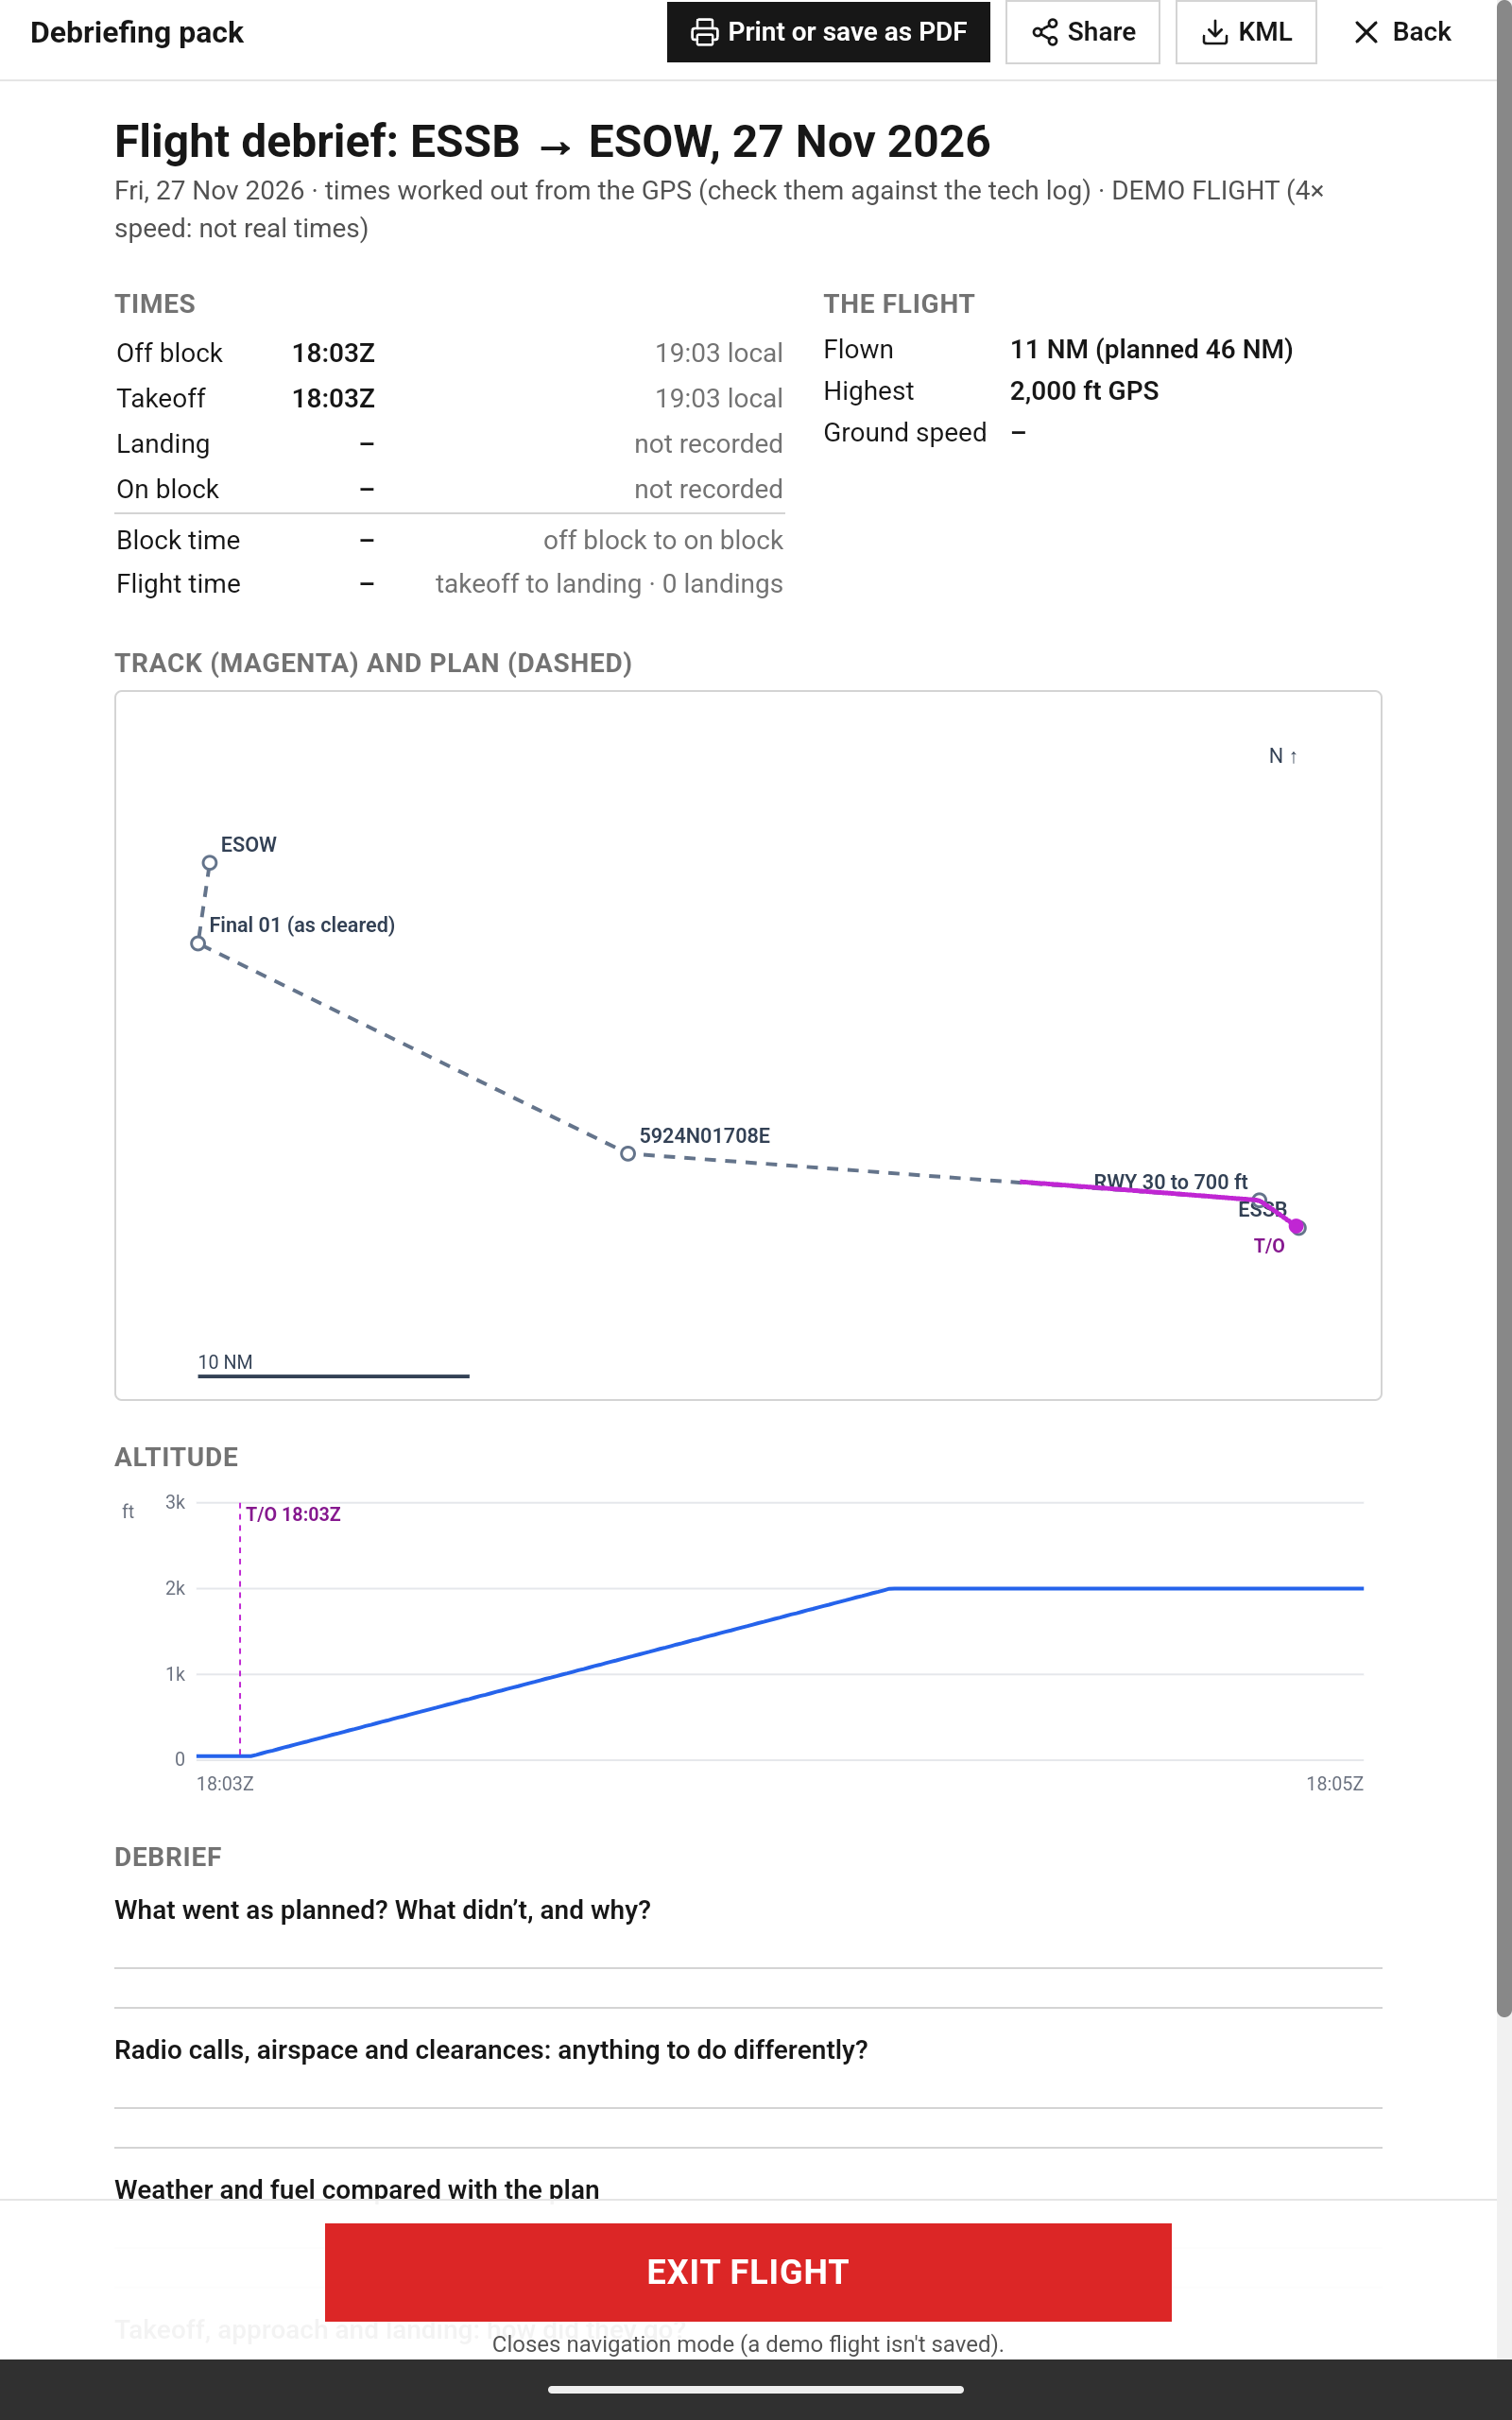 Debriefing pack
Print or save as PDF
Share
KML
Back
Flight debrief: ESSB → ESOW, 27 Nov 2026
Fri, 27 Nov 2026 · times worked out from the GPS (check them against the tech log) · DEMO FLIGHT (4×
speed: not real times)
TIMES
Off block 18:03Z 19:03 local
Takeoff 18:03Z 19:03 local
Landing – not recorded
On block – not recorded
Block time – off block to on block
Flight time – takeoff to landing · 0 landings
THE FLIGHT
Flown 11 NM (planned 46 NM)
Highest 2,000 ft GPS
Ground speed –
TRACK (MAGENTA) AND PLAN (DASHED)
N ↑
ESOW
Final 01 (as cleared)
5924N01708E
RWY 30 to 700 ft
ESSB
T/O
10 NM
ALTITUDE
ft
3k
T/O 18:03Z
2k
1k
0
18:03Z 18:05Z
DEBRIEF
What went as planned? What didn’t, and why?
Radio calls, airspace and clearances: anything to do differently?
Weather and fuel compared with the plan
EXIT FLIGHT
Takeoff, approach and landing: how did they go?
Closes navigation mode (a demo flight isn't saved).